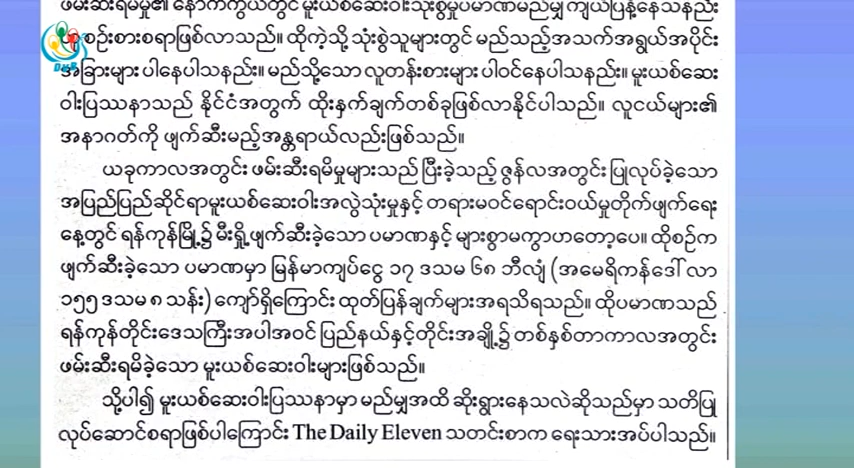 ဖမ်းဆီးရမိမှု၏ နောက်ကွယ်တွင် မူးယစ်ဆေးဝါးသုံးစွဲမှုပမာဏမည်မျှ ကျယ်ပြန့်နေသနည်း
ဟူ စဉ်းစားစရာဖြစ်လာသည်။ ထိုကဲ့သို့ သုံးစွဲသူများတွင် မည်သည့်အသက်အရွယ်အပိုင်း
အခြားများ ပါနေပါသနည်း။ မည်သို့သော လူတန်းစားများ ပါဝင်နေပါသနည်း။ မူးယစ်ဆေး
ဝါးပြဿနာသည် နိုင်ငံအတွက် ထိုးနှက်ချက်တစ်ခုဖြစ်လာနိုင်ပါသည်။ လူငယ်များ၏
အနာဂတ်ကို ဖျက်ဆီးမည့်အန္တရာယ်လည်းဖြစ်သည်။
ယခုကာလအတွင်း ဖမ်းဆီးရမိမှုများသည် ပြီးခဲ့သည့် ဇွန်လအတွင်း ပြုလုပ်ခဲ့သော
အပြည်ပြည်ဆိုင်ရာမူးယစ်ဆေးဝါးအလွဲသုံးမှုနှင့် တရားမဝင်ရောင်းဝယ်မှုတိုက်ဖျက်ရေး
နေ့တွင် ရန်ကုန်မြို့၌ မီးရှို့ဖျက်ဆီးခဲ့သော ပမာဏနှင့် များစွာမကွာဟတော့ပေ။ ထိုစဉ်က
ဖျက်ဆီးခဲ့သော ပမာဏမှာ မြန်မာကျပ်ငွေ ၁၇ ဒသမ ၆၈ ဘီလျံ (အမေရိကန်ဒေါ်လာ
၁၅၅ ဒသမ ၈ သန်း) ကျော်ရှိကြောင်း ထုတ်ပြန်ချက်များအရသိရသည်။ ထိုပမာဏသည်
ရန်ကုန်တိုင်းဒေသကြီးအပါအဝင် ပြည်နယ်နှင့်တိုင်းအချို့၌ တစ်နှစ်တာကာလအတွင်း
ဖမ်းဆီးရမိခဲ့သော မူးယစ်ဆေးဝါးများဖြစ်သည်။
သို့ပါ၍ မူးယစ်ဆေးဝါးပြဿနာမှာ မည်မျှအထိ ဆိုးရွားနေသလဲဆိုသည်မှာ သတိပြု
လုပ်ဆောင်စရာဖြစ်ပါကြောင်း The Daily Eleven သတင်းစာက ရေးသားအပ်ပါသည်။